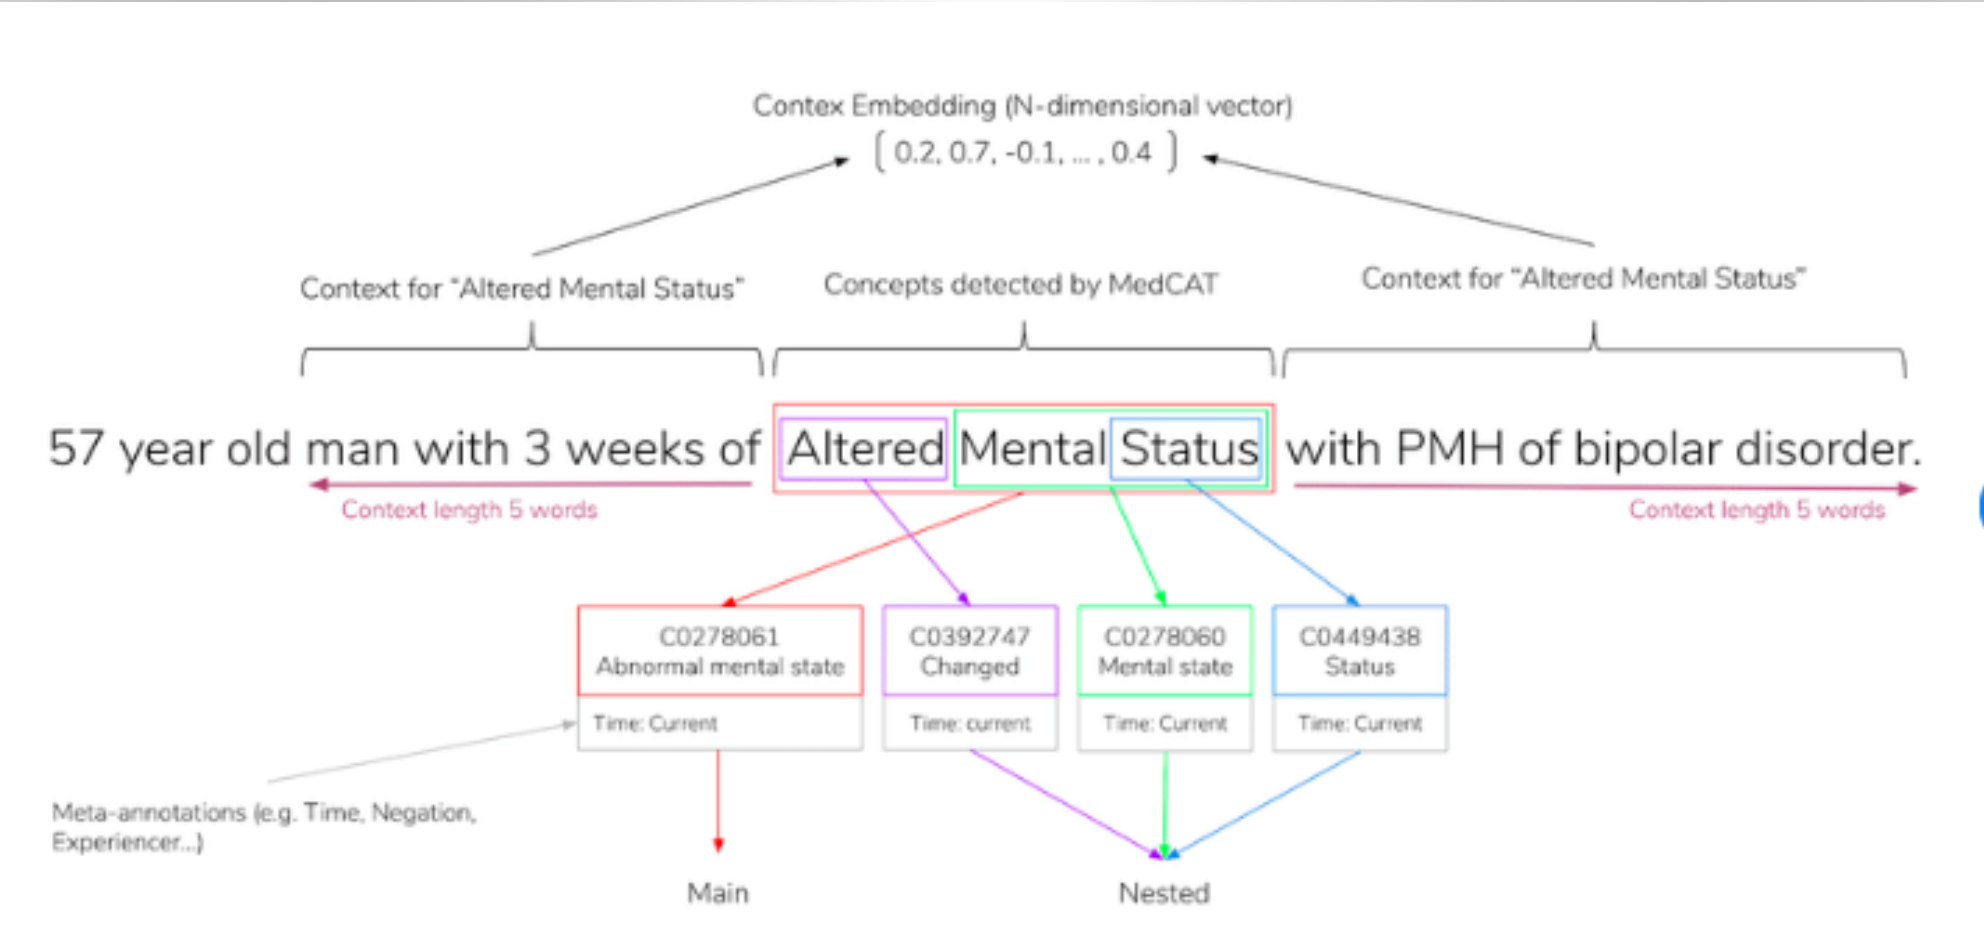 Contex Embedding (N-dimensional vector)
[ 0.2, 0.7, -0.1, ... , 0.4 ]
Context for “Altered Mental Status”
Concepts detected by MedCAT
Context for “Altered Mental Status”
57 year old man with 3 weeks of Altered Mental Status with PMH of bipolar disorder.
Context length 5 words
Context length 5 words
C0278061
Abnormal mental state
Time: Current
C0392747
Changed
Time: current
C0278060
Mental state
Time: Current
C0449438
Status
Time: Current
Meta-annotations (e.g. Time, Negation,
Experiencer...)
Main
Nested